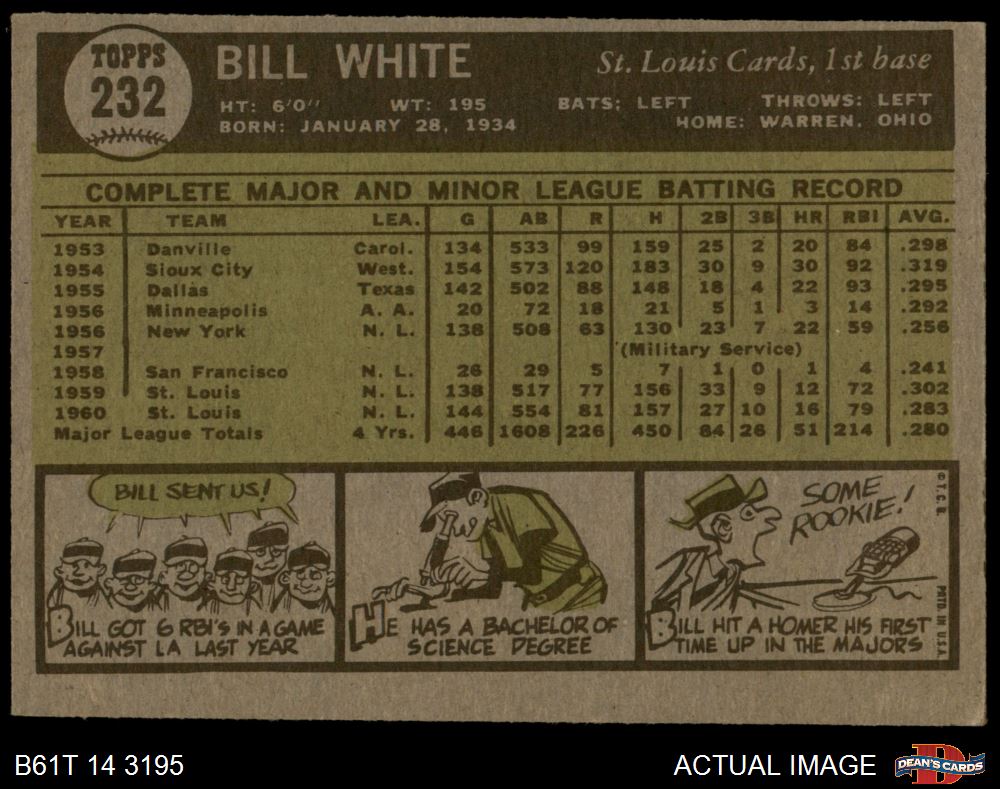 TOPPS
232
BILL WHITE
St. Louis Cards, 1st base
HT: 6'0" WT: 195 BATS: LEFT THROWS: LEFT
BORN: JANUARY 28, 1934 HOME: WARREN, OHIO
COMPLETE MAJOR AND MINOR LEAGUE BATTING RECORD
YEAR TEAM LEA. G AB R H 2B 3B HR RBI AVG.
1953 Danville Carol. 134 533 99 159 25 2 20 84 .298
1954 Sioux City West. 154 573 120 183 30 9 30 92 .319
1955 Dallas Texas 142 502 88 148 18 4 22 93 .295
1956 Minneapolis A. A. 20 72 18 21 5 1 3 14 .292
1956 New York N. L. 138 508 63 130 23 7 22 59 .256
1957 (Military Service)
1958 San Francisco N. L. 26 29 5 7 1 0 1 4 .241
1959 St. Louis N. L. 138 517 77 156 33 9 12 72 .302
1960 St. Louis N. L. 144 554 81 157 27 10 16 79 .283
Major League Totals 4 Yrs. 446 1608 226 450 84 26 51 214 .280
BILL SENT US!
BILL GOT 6 RBI'S IN A GAME
AGAINST LA LAST YEAR
HE HAS A BACHELOR OF
SCIENCE DEGREE
SOME
ROOKIE!
BILL HIT A HOMER HIS FIRST
TIME UP IN THE MAJORS
© T. C. G.
PRTD. IN U.S.A.
B61T 14 3195
ACTUAL IMAGE
D
DEAN'S CARDS